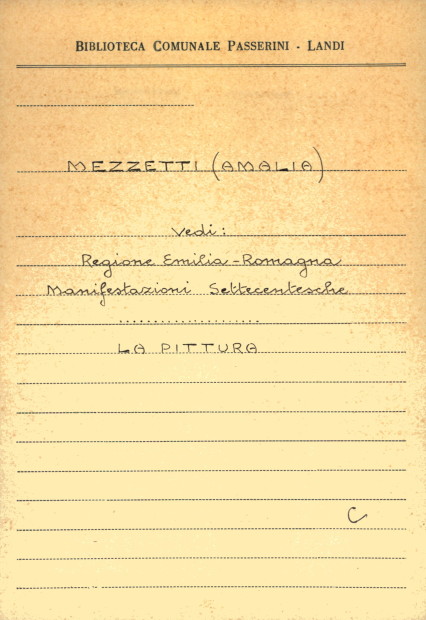 BIBLIOTECA COMUNALE PASSERINI - LANDI
MEZZETTI (AMALIA)
Vedi:
Regione Emilia-Romagna
Manifestazioni Settecentesche
....................
LA PITTURA
C